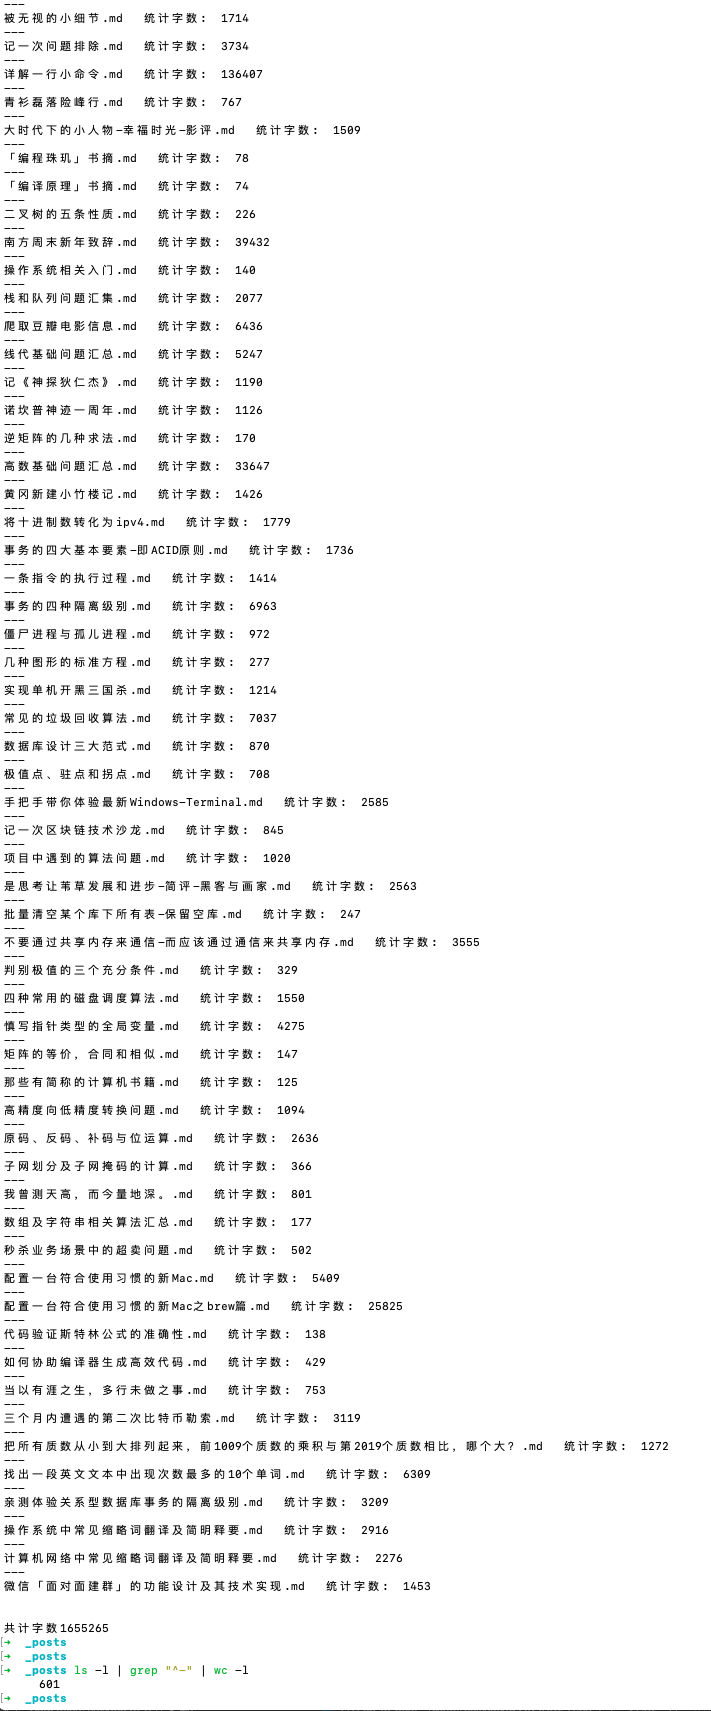 ---
被无视的小细节.md   统计字数:  1714
---
记一次问题排除.md   统计字数:  3734
---
详解一行小命令.md   统计字数:  136407
---
青衫磊落险峰行.md   统计字数:  767
---
大时代下的小人物-幸福时光-影评.md   统计字数:  1509
---
「编程珠玑」书摘.md   统计字数:  78
---
「编译原理」书摘.md   统计字数:  74
---
二叉树的五条性质.md   统计字数:  226
---
南方周末新年致辞.md   统计字数:  39432
---
操作系统相关入门.md   统计字数:  140
---
栈和队列问题汇集.md   统计字数:  2077
---
爬取豆瓣电影信息.md   统计字数:  6436
---
线代基础问题汇总.md   统计字数:  5247
---
记《神探狄仁杰》.md   统计字数:  1190
---
诺坎普神迹一周年.md   统计字数:  1126
---
逆矩阵的几种求法.md   统计字数:  170
---
高数基础问题汇总.md   统计字数:  33647
---
黄冈新建小竹楼记.md   统计字数:  1426
---
将十进制数转化为ipv4.md   统计字数:  1779
---
事务的四大基本要素-即ACID原则.md   统计字数:  1736
---
一条指令的执行过程.md   统计字数:  1414
---
事务的四种隔离级别.md   统计字数:  6963
---
僵尸进程与孤儿进程.md   统计字数:  972
---
几种图形的标准方程.md   统计字数:  277
---
实现单机开黑三国杀.md   统计字数:  1214
---
常见的垃圾回收算法.md   统计字数:  7037
---
数据库设计三大范式.md   统计字数:  870
---
极值点、驻点和拐点.md   统计字数:  708
---
手把手带你体验最新Windows-Terminal.md   统计字数:  2585
---
记一次区块链技术沙龙.md   统计字数:  845
---
项目中遇到的算法问题.md   统计字数:  1020
---
是思考让苇草发展和进步-简评-黑客与画家.md   统计字数:  2563
---
批量清空某个库下所有表-保留空库.md   统计字数:  247
---
不要通过共享内存来通信-而应该通过通信来共享内存.md   统计字数:  3555
---
判别极值的三个充分条件.md   统计字数:  329
---
四种常用的磁盘调度算法.md   统计字数:  1550
---
慎写指针类型的全局变量.md   统计字数:  4275
---
矩阵的等价，合同和相似.md   统计字数:  147
---
那些有简称的计算机书籍.md   统计字数:  125
---
高精度向低精度转换问题.md   统计字数:  1094
---
原码、反码、补码与位运算.md   统计字数:  2636
---
子网划分及子网掩码的计算.md   统计字数:  366
---
我曾测天高，而今量地深。.md   统计字数:  801
---
数组及字符串相关算法汇总.md   统计字数:  177
---
秒杀业务场景中的超卖问题.md   统计字数:  502
---
配置一台符合使用习惯的新Mac.md   统计字数:  5409
---
配置一台符合使用习惯的新Mac之brew篇.md   统计字数:  25825
---
代码验证斯特林公式的准确性.md   统计字数:  138
---
如何协助编译器生成高效代码.md   统计字数:  429
---
当以有涯之生，多行未做之事.md   统计字数:  753
---
三个月内遭遇的第二次比特币勒索.md   统计字数:  3119
---
把所有质数从小到大排列起来，前1009个质数的乘积与第2019个质数相比，哪个大？.md   统计字数:  1272
---
找出一段英文文本中出现次数最多的10个单词.md   统计字数:  6309
---
亲测体验关系型数据库事务的隔离级别.md   统计字数:  3209
---
操作系统中常见缩略词翻译及简明释要.md   统计字数:  2916
---
计算机网络中常见缩略词翻译及简明释要.md   统计字数:  2276
---
微信「面对面建群」的功能设计及其技术实现.md   统计字数:  1453
共计字数1655265
[➜  _posts
[➜  _posts
[➜  _posts ls -l | grep "^-" | wc -l
601
[➜  _posts